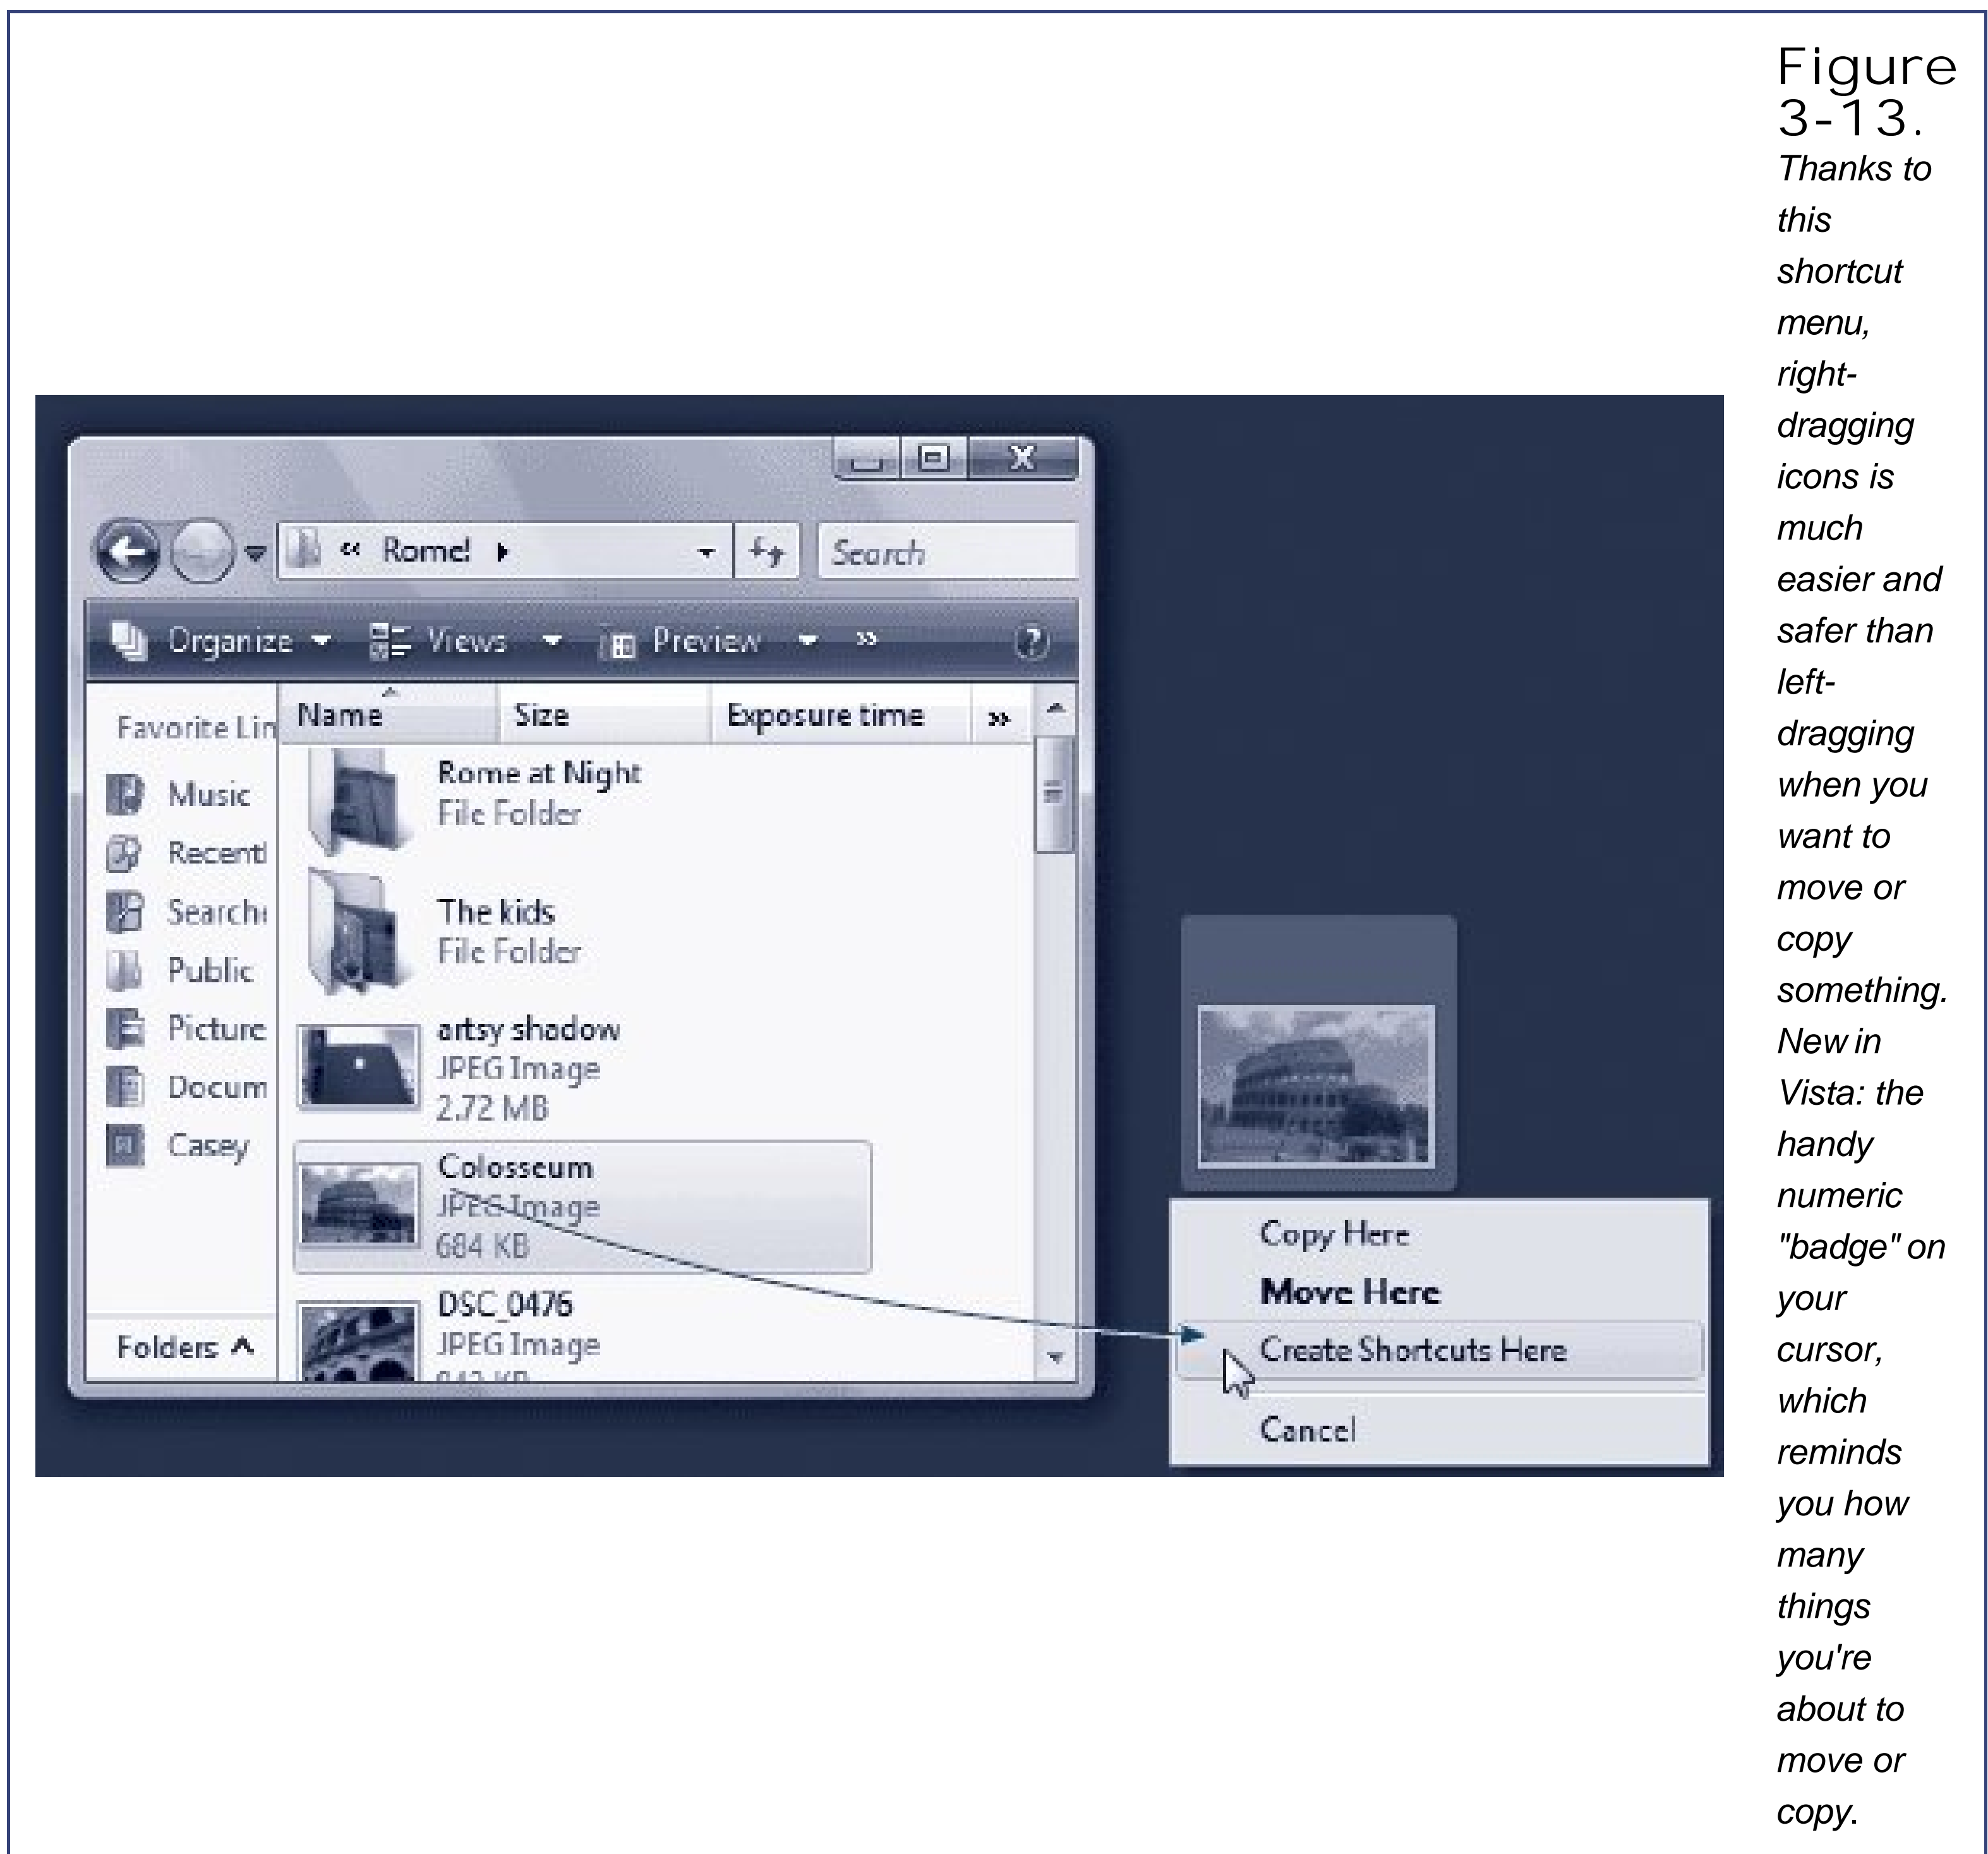 Figure
3-13.
Thanks to
this
shortcut
menu,
right-
dragging
icons is
much
easier and
safer than
left-
dragging
when you
want to
move or
copy
something.
New in
Vista: the
handy
numeric
"badge" on
your
cursor,
which
reminds
you how
many
things
you're
about to
move or
copy.
« Rome!
Search
Organize Views Preview »
Name Size Exposure time »
Favorite Lin
Music
Recentl
Searche
Public
Picture
Docum
Casey
Folders
Rome at Night
File Folder
The kids
File Folder
artsy shadow
JPEG Image
2.72 MB
Colosseum
JPEG Image
684 KB
DSC_0476
JPEG Image
Copy Here
Move Here
Create Shortcuts Here
Cancel